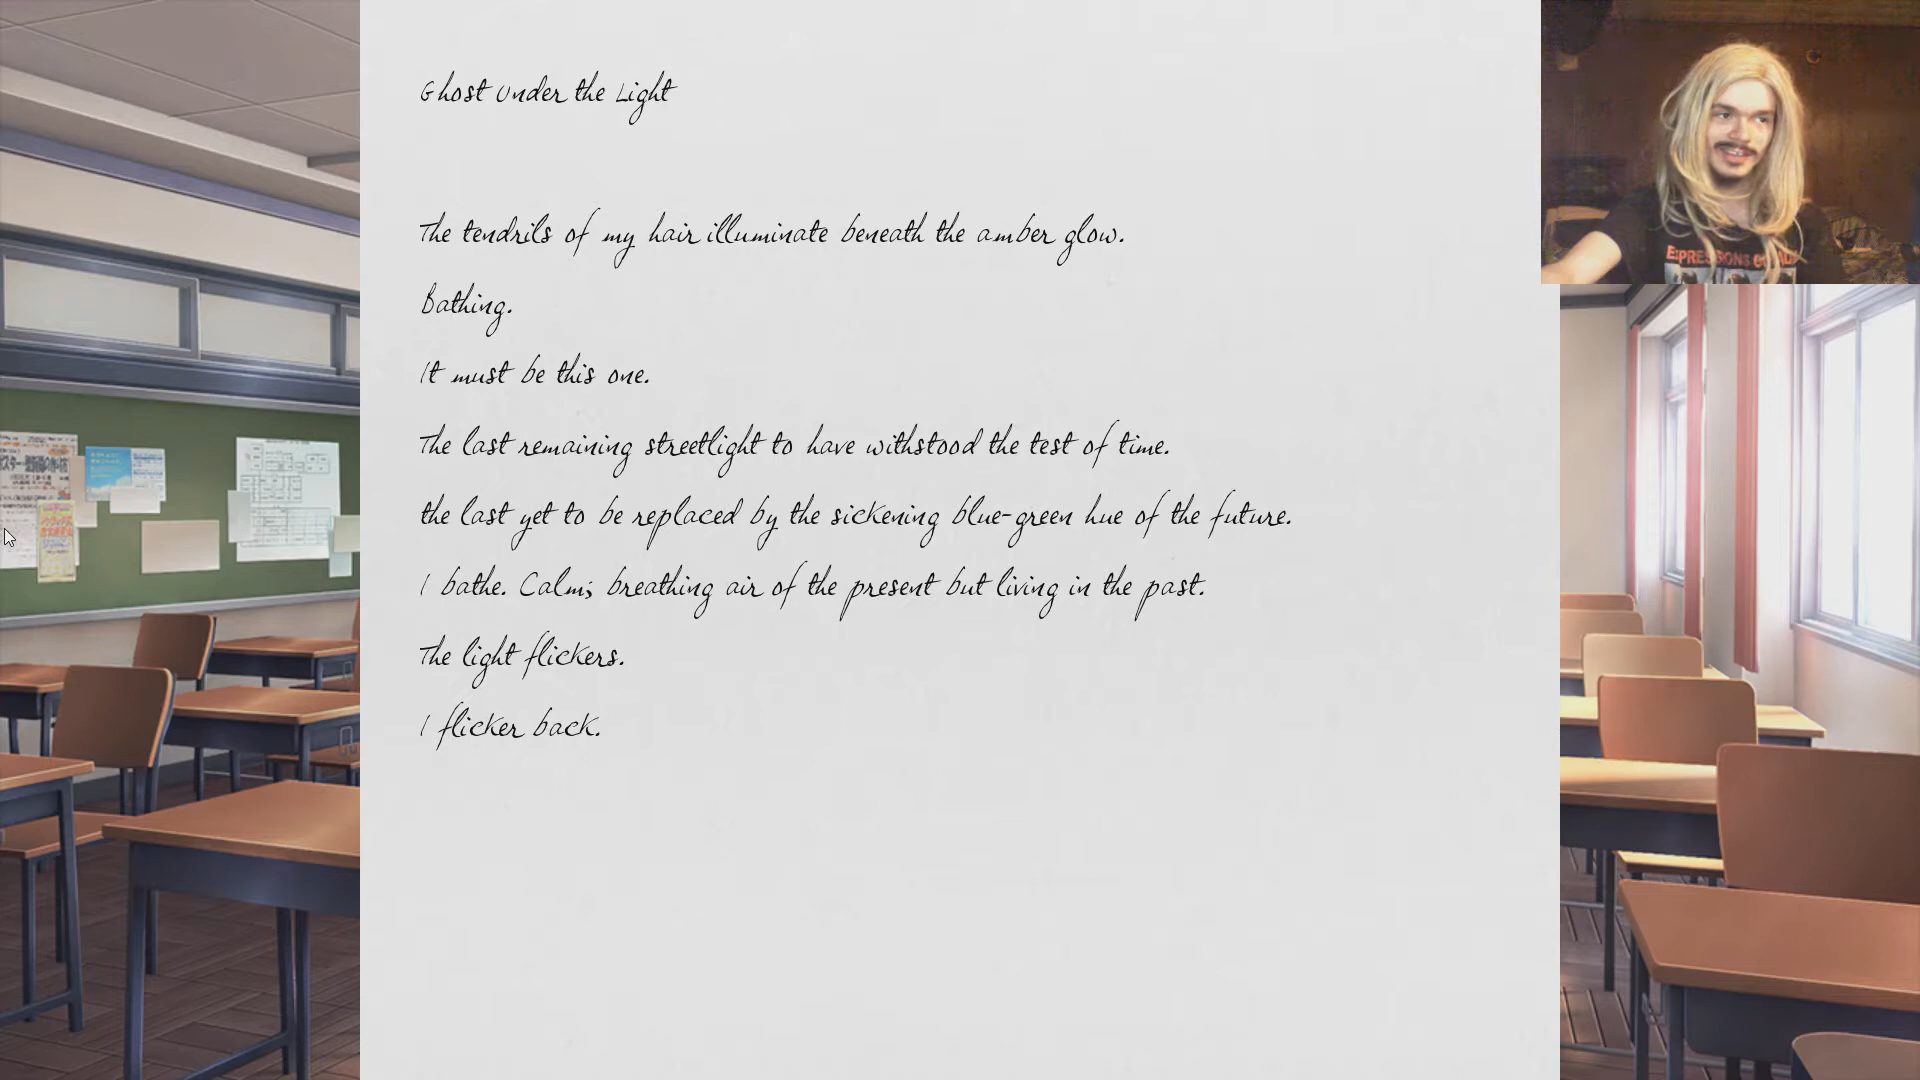 Ghost Under the Light
The tendrils of my hair illuminate beneath the amber glow.
Bathing.
It must be this one.
The last remaining streetlight to have withstood the test of time.
the last yet to be replaced by the sickening blue-green hue of the future.
I bathe. Calm; breathing air of the present but living in the past.
The light flickers.
I flicker back.